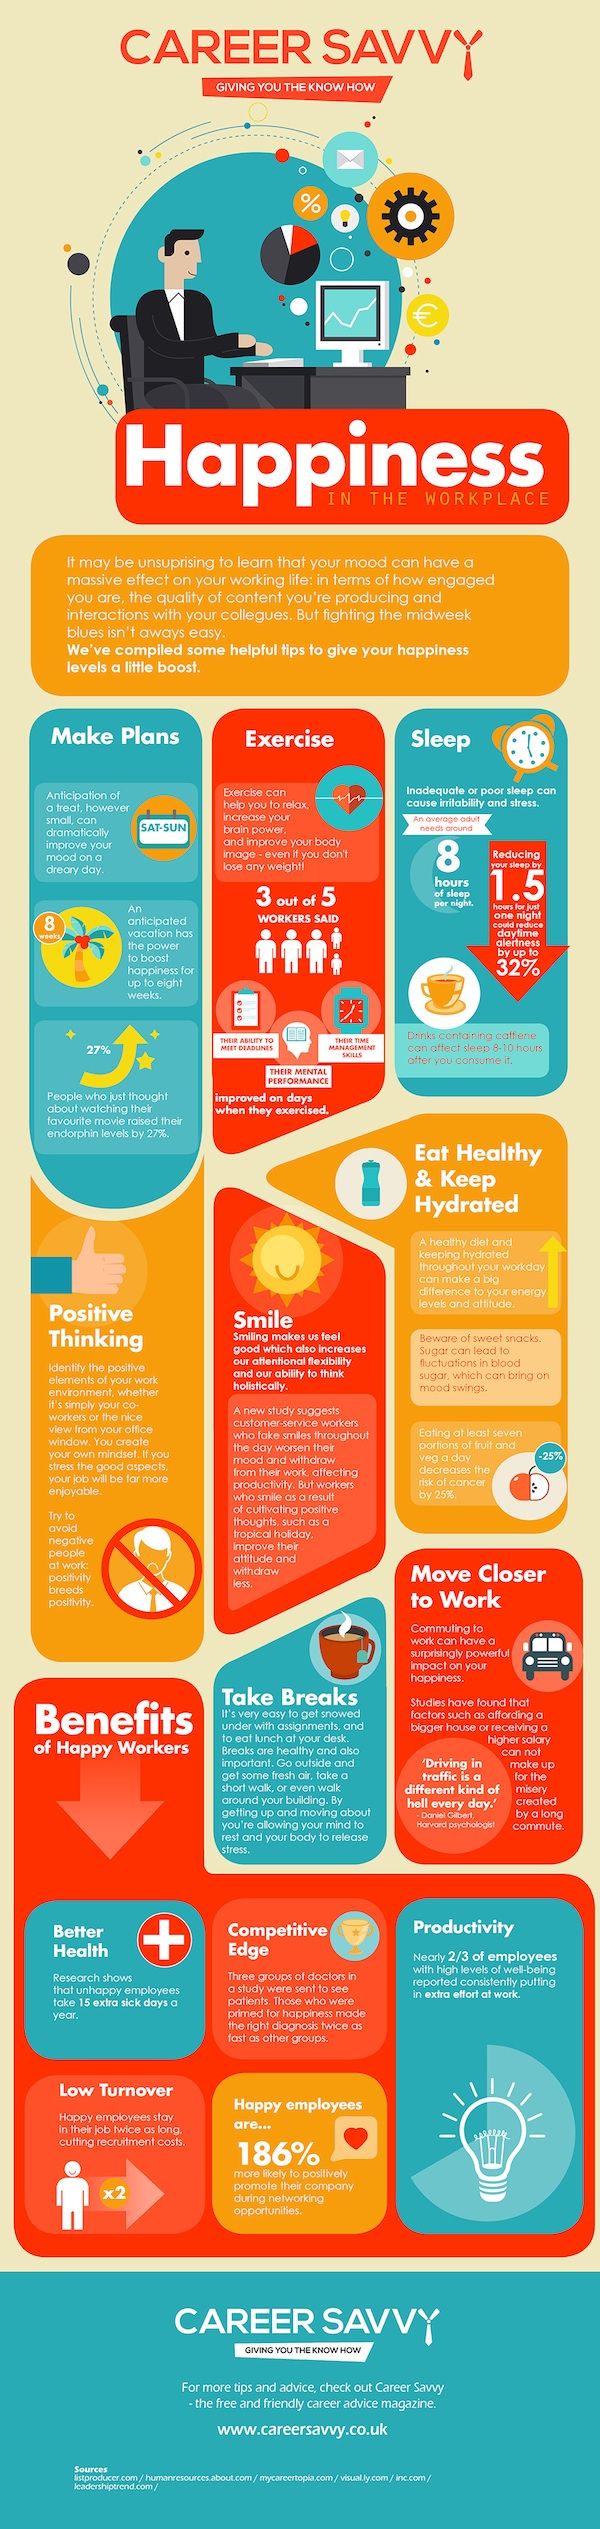 CAREER SAVVY
GIVING YOU THE KNOW HOW
%
€
Happiness
IN THE WORKPLACE
It may be unsuprising to learn that your mood can have a
massive effect on your working life: in terms of how engaged
you are, the quality of content you're producing and
interactions with your collegues. But fighting the midweek
blues isn't aways easy.
We've compiled some helpful tips to give your happiness
levels a little boost.
Make Plans
Anticipation of
a treat, however
small, can
dramatically
improve your
mood on a
dreary day.
SAT-SUN
8
weeks
An
anticipated
vacation has
the power
to boost
happiness for
up to eight
weeks.
27%
People who just thought
about watching their
favourite movie raised their
endorphin levels by 27%.
Exercise
Exercise can
help you to relax,
increase your
brain power,
and improve your body
image - even if you don't
lose any weight!
3 out of 5
WORKERS SAID
THEIR ABILITY TO
MEET DEADLINES
THEIR TIME
MANAGEMENT
SKILLS
THEIR MENTAL
PERFORMANCE
improved on days
when they exercised.
Sleep
Inadequate or poor sleep can
cause irritability and stress.
An average adult
needs around
8
hours
of sleep
per night.
Reducing
your sleep by
1.5
hours for just
one night
could reduce
daytime
alertness
by up to
32%
Drinks containing caffiene
can affect sleep 8-10 hours
after you consume it.
Eat Healthy
& Keep
Hydrated
A healthy diet and
keeping hydrated
throughout your workday
can make a big
difference to your energy
levels and attitude.
Beware of sweet snacks.
Sugar can lead to
fluctuations in blood
sugar, which can bring on
mood swings.
Eating at least seven
portions of fruit and
veg a day
decreases the
risk of cancer
by 25%.
-25%
Positive
Thinking
Identify the positive
elements of your work
environment, whether
it's simply your co-
workers or the nice
view from your office
window. You create
your own mindset. If you
stress the good aspects,
your job will be far more
enjoyable.
Try to
avoid
negative
people
at work:
positivity
breeds
positivity.
Smile
Smiling makes us feel
good which also increases
our attentional flexibility
and our ability to think
holistically.
A new study suggests
customer-service workers
who fake smiles throughout
the day worsen their
mood and withdraw
from their work, affecting
productivity. But workers
who smile as a result
of cultivating positive
thoughts, such as a
tropical holiday,
improve their
attitude and
withdraw
less.
Move Closer
to Work
Commuting to
work can have a
surprisingly powerful
impact on your
happiness.
Studies have found that
factors such as affording a
bigger house or receiving a
higher salary
can not
make up
for the
misery
created
by a long
commute.
'Driving in
traffic is a
different kind of
hell every day.'
- Daniel Gilbert,
Harvard psychologist
Take Breaks
It's very easy to get snowed
under with assignments, and
to eat lunch at your desk.
Breaks are healthy and also
important. Go outside and
get some fresh air, take a
short walk, or even walk
around your building. By
getting up and moving about
you're allowing your mind to
rest and your body to release
stress.
Benefits
of Happy Workers
Better
Health
Research shows
that unhappy employees
take 15 extra sick days a
year.
Competitive
Edge
Three groups of doctors in
a study were sent to see
patients. Those who were
primed for happiness made
the right diagnosis twice as
fast as other groups.
Productivity
Nearly 2/3 of employees
with high levels of well-being
reported consistently putting
in extra effort at work.
Low Turnover
Happy employees stay
in their job twice as long,
cutting recruitment costs.
x2
Happy employees
are...
186%
more likely to positively
promote their company
during networking
opportunities.
CAREER SAVVY
GIVING YOU THE KNOW HOW
For more tips and advice, check out Career Savvy
- the free and friendly career advice magazine.
www.careersavvy.co.uk
Sources
listproducer.com / humanresources.about.com / mycareertopia.com / visual.ly.com / inc.com /
leadershiptrend.com /